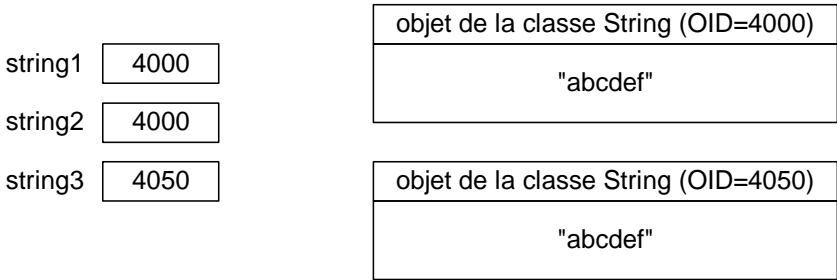 objet de la classe String (OID=4000)
string1 4000
"abcdef"
string2 4000
string3 4050
objet de la classe String (OID=4050)
"abcdef"